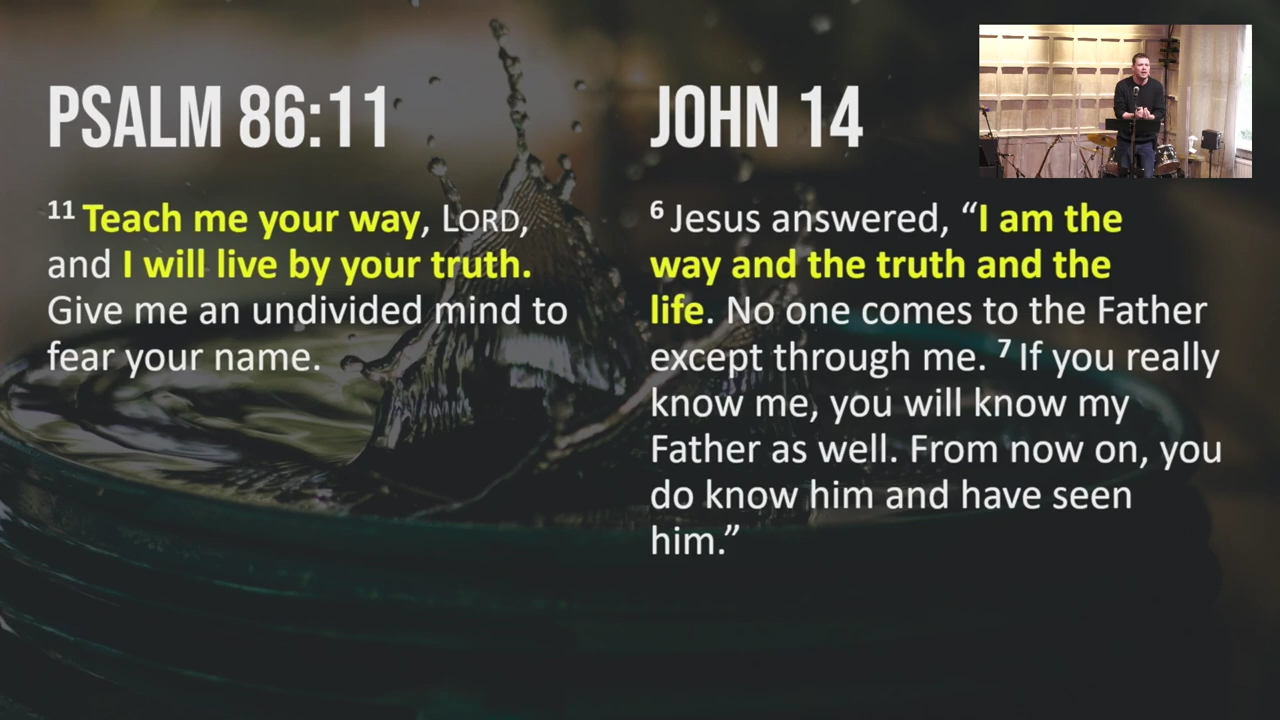 PSALM 86:11
11 Teach me your way, LORD,
and I will live by your truth.
Give me an undivided mind to
fear your name.
JOHN 14
6 Jesus answered, “I am the
way and the truth and the
life. No one comes to the Father
except through me. 7 If you really
know me, you will know my
Father as well. From now on, you
do know him and have seen
him.”